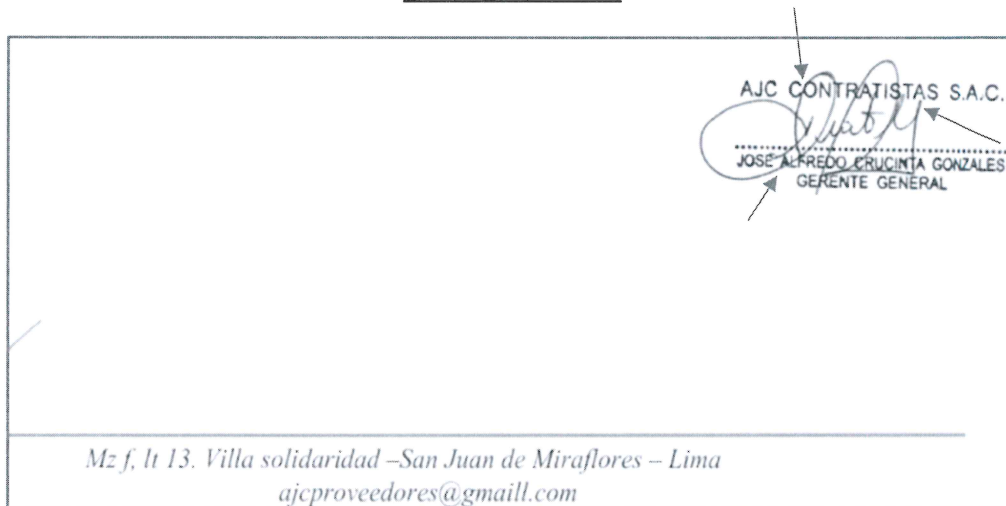 AJC CONTRATISTAS S.A.C.
JOSÉ ALFREDO CRUCINTA GONZALES
GERENTE GENERAL
Mz f, lt 13. Villa solidaridad –San Juan de Miraflores – Lima
ajcproveedores@gmaill.com